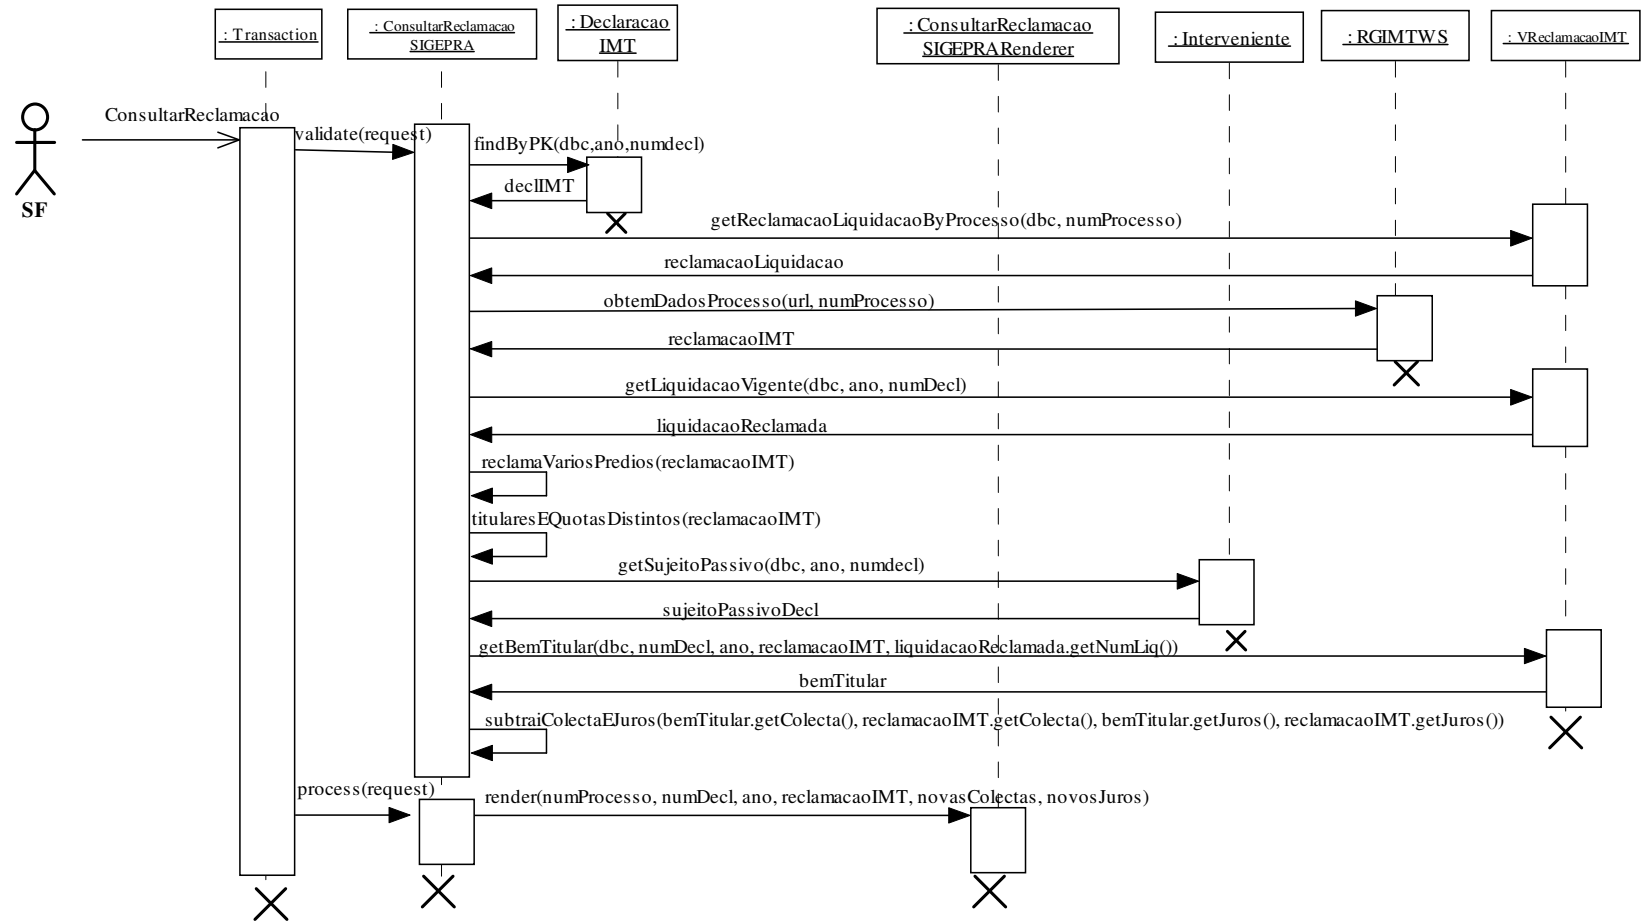 : Transaction
: ConsultarReclamacao
SIGEPRA
: Declaracao
IMT
: ConsultarReclamacao
SIGEPRARenderer
: Interveniente
: RGIMTWS
: VReclamacaoIMT
ConsultarReclamacao
SF
validate(request)
findByPK(dbc,ano,numdecl)
declIMT
getReclamacaoLiquidacaoByProcesso(dbc, numProcesso)
reclamacaoLiquidacao
obtemDadosProcesso(url, numProcesso)
reclamacaoIMT
getLiquidacaoVigente(dbc, ano, numDecl)
liquidacaoReclamada
reclamaVariosPredios(reclamacaoIMT)
titularesEQuotasDistintos(reclamacaoIMT)
getSujeitoPassivo(dbc, ano, numdecl)
sujeitoPassivoDecl
getBemTitular(dbc, numDecl, ano, reclamacaoIMT, liquidacaoReclamada.getNumLiq())
bemTitular
subtraiColectaEJuros(bemTitular.getColecta(), reclamacaoIMT.getColecta(), bemTitular.getJuros(), reclamacaoIMT.getJuros())
process(request)
render(numProcesso, numDecl, ano, reclamacaoIMT, novasColectas, novosJuros)